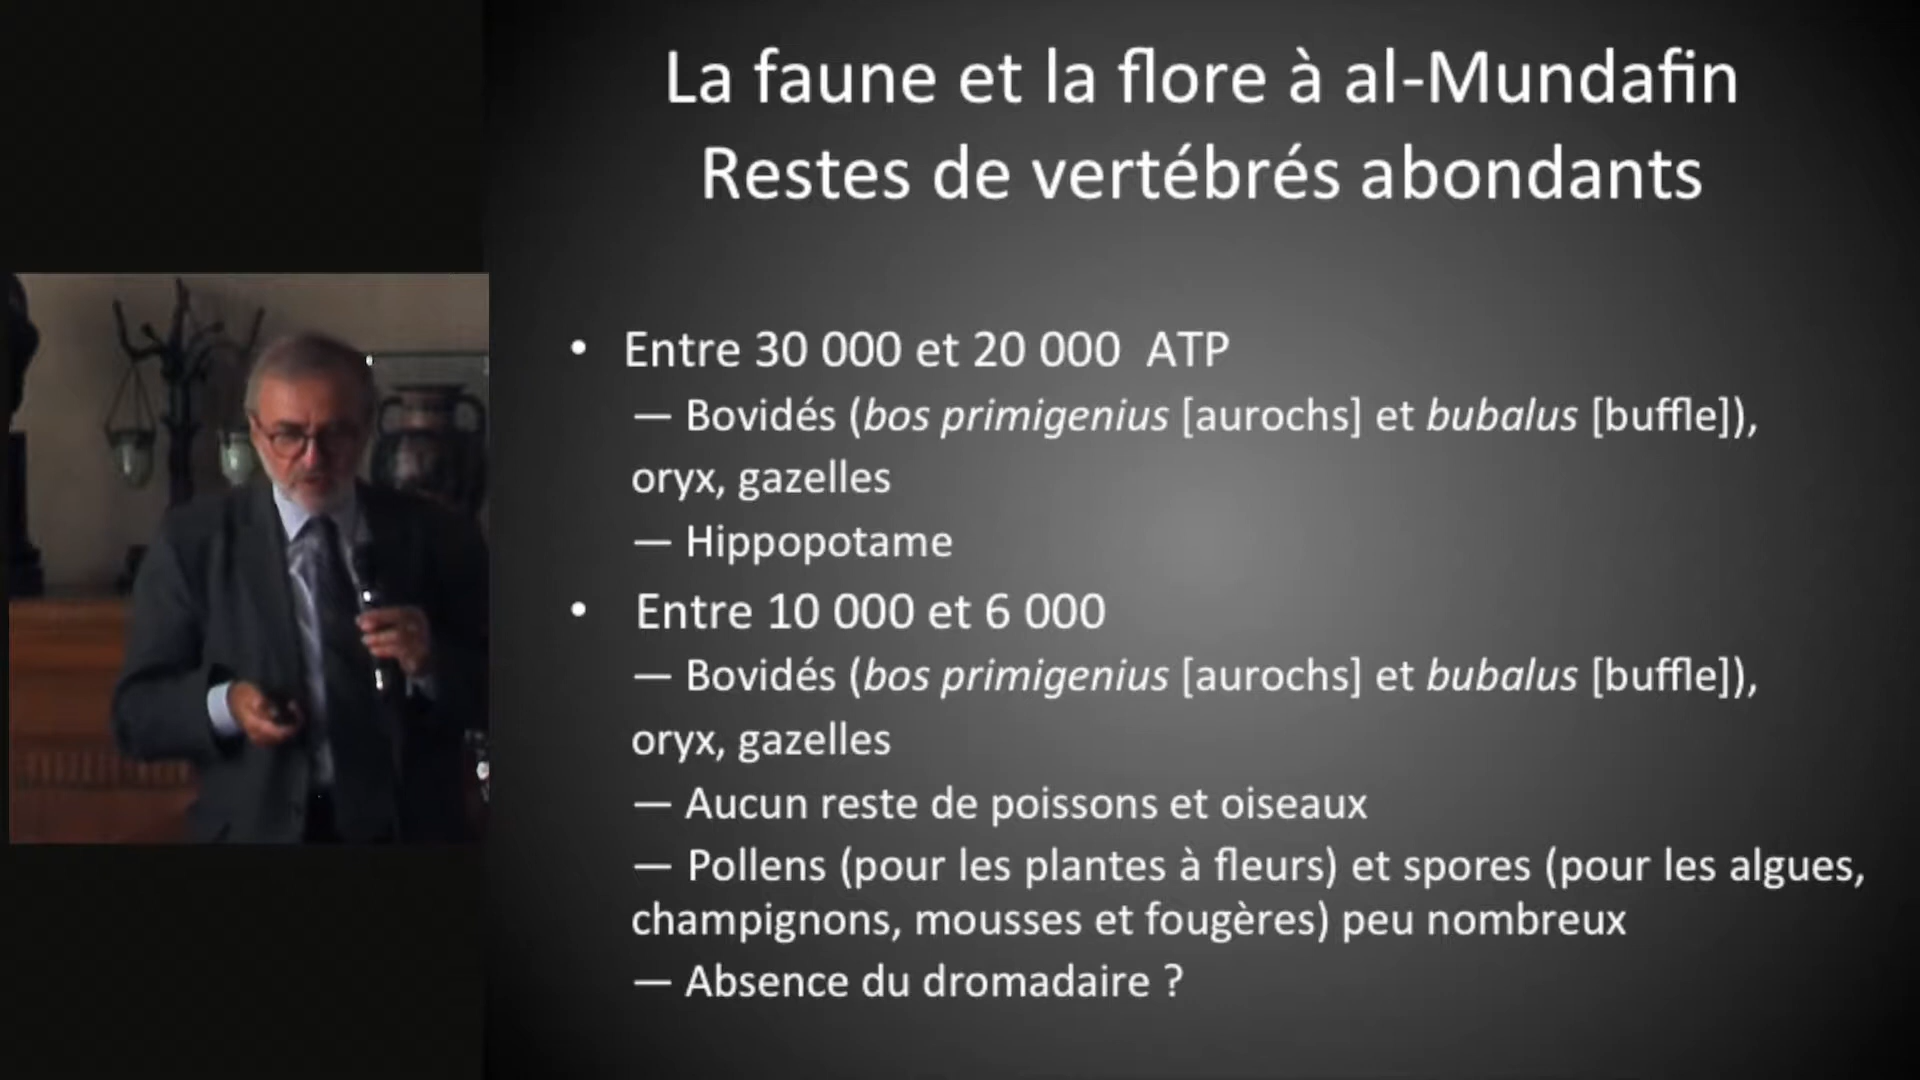 La faune et la flore à al-Mundafin
Restes de vertébrés abondants
• Entre 30 000 et 20 000 ATP
— Bovidés (bos primigenius [aurochs] et bubalus [buffle]),
oryx, gazelles
— Hippopotame
• Entre 10 000 et 6 000
— Bovidés (bos primigenius [aurochs] et bubalus [buffle]),
oryx, gazelles
— Aucun reste de poissons et oiseaux
— Pollens (pour les plantes à fleurs) et spores (pour les algues,
champignons, mousses et fougères) peu nombreux
— Absence du dromadaire ?